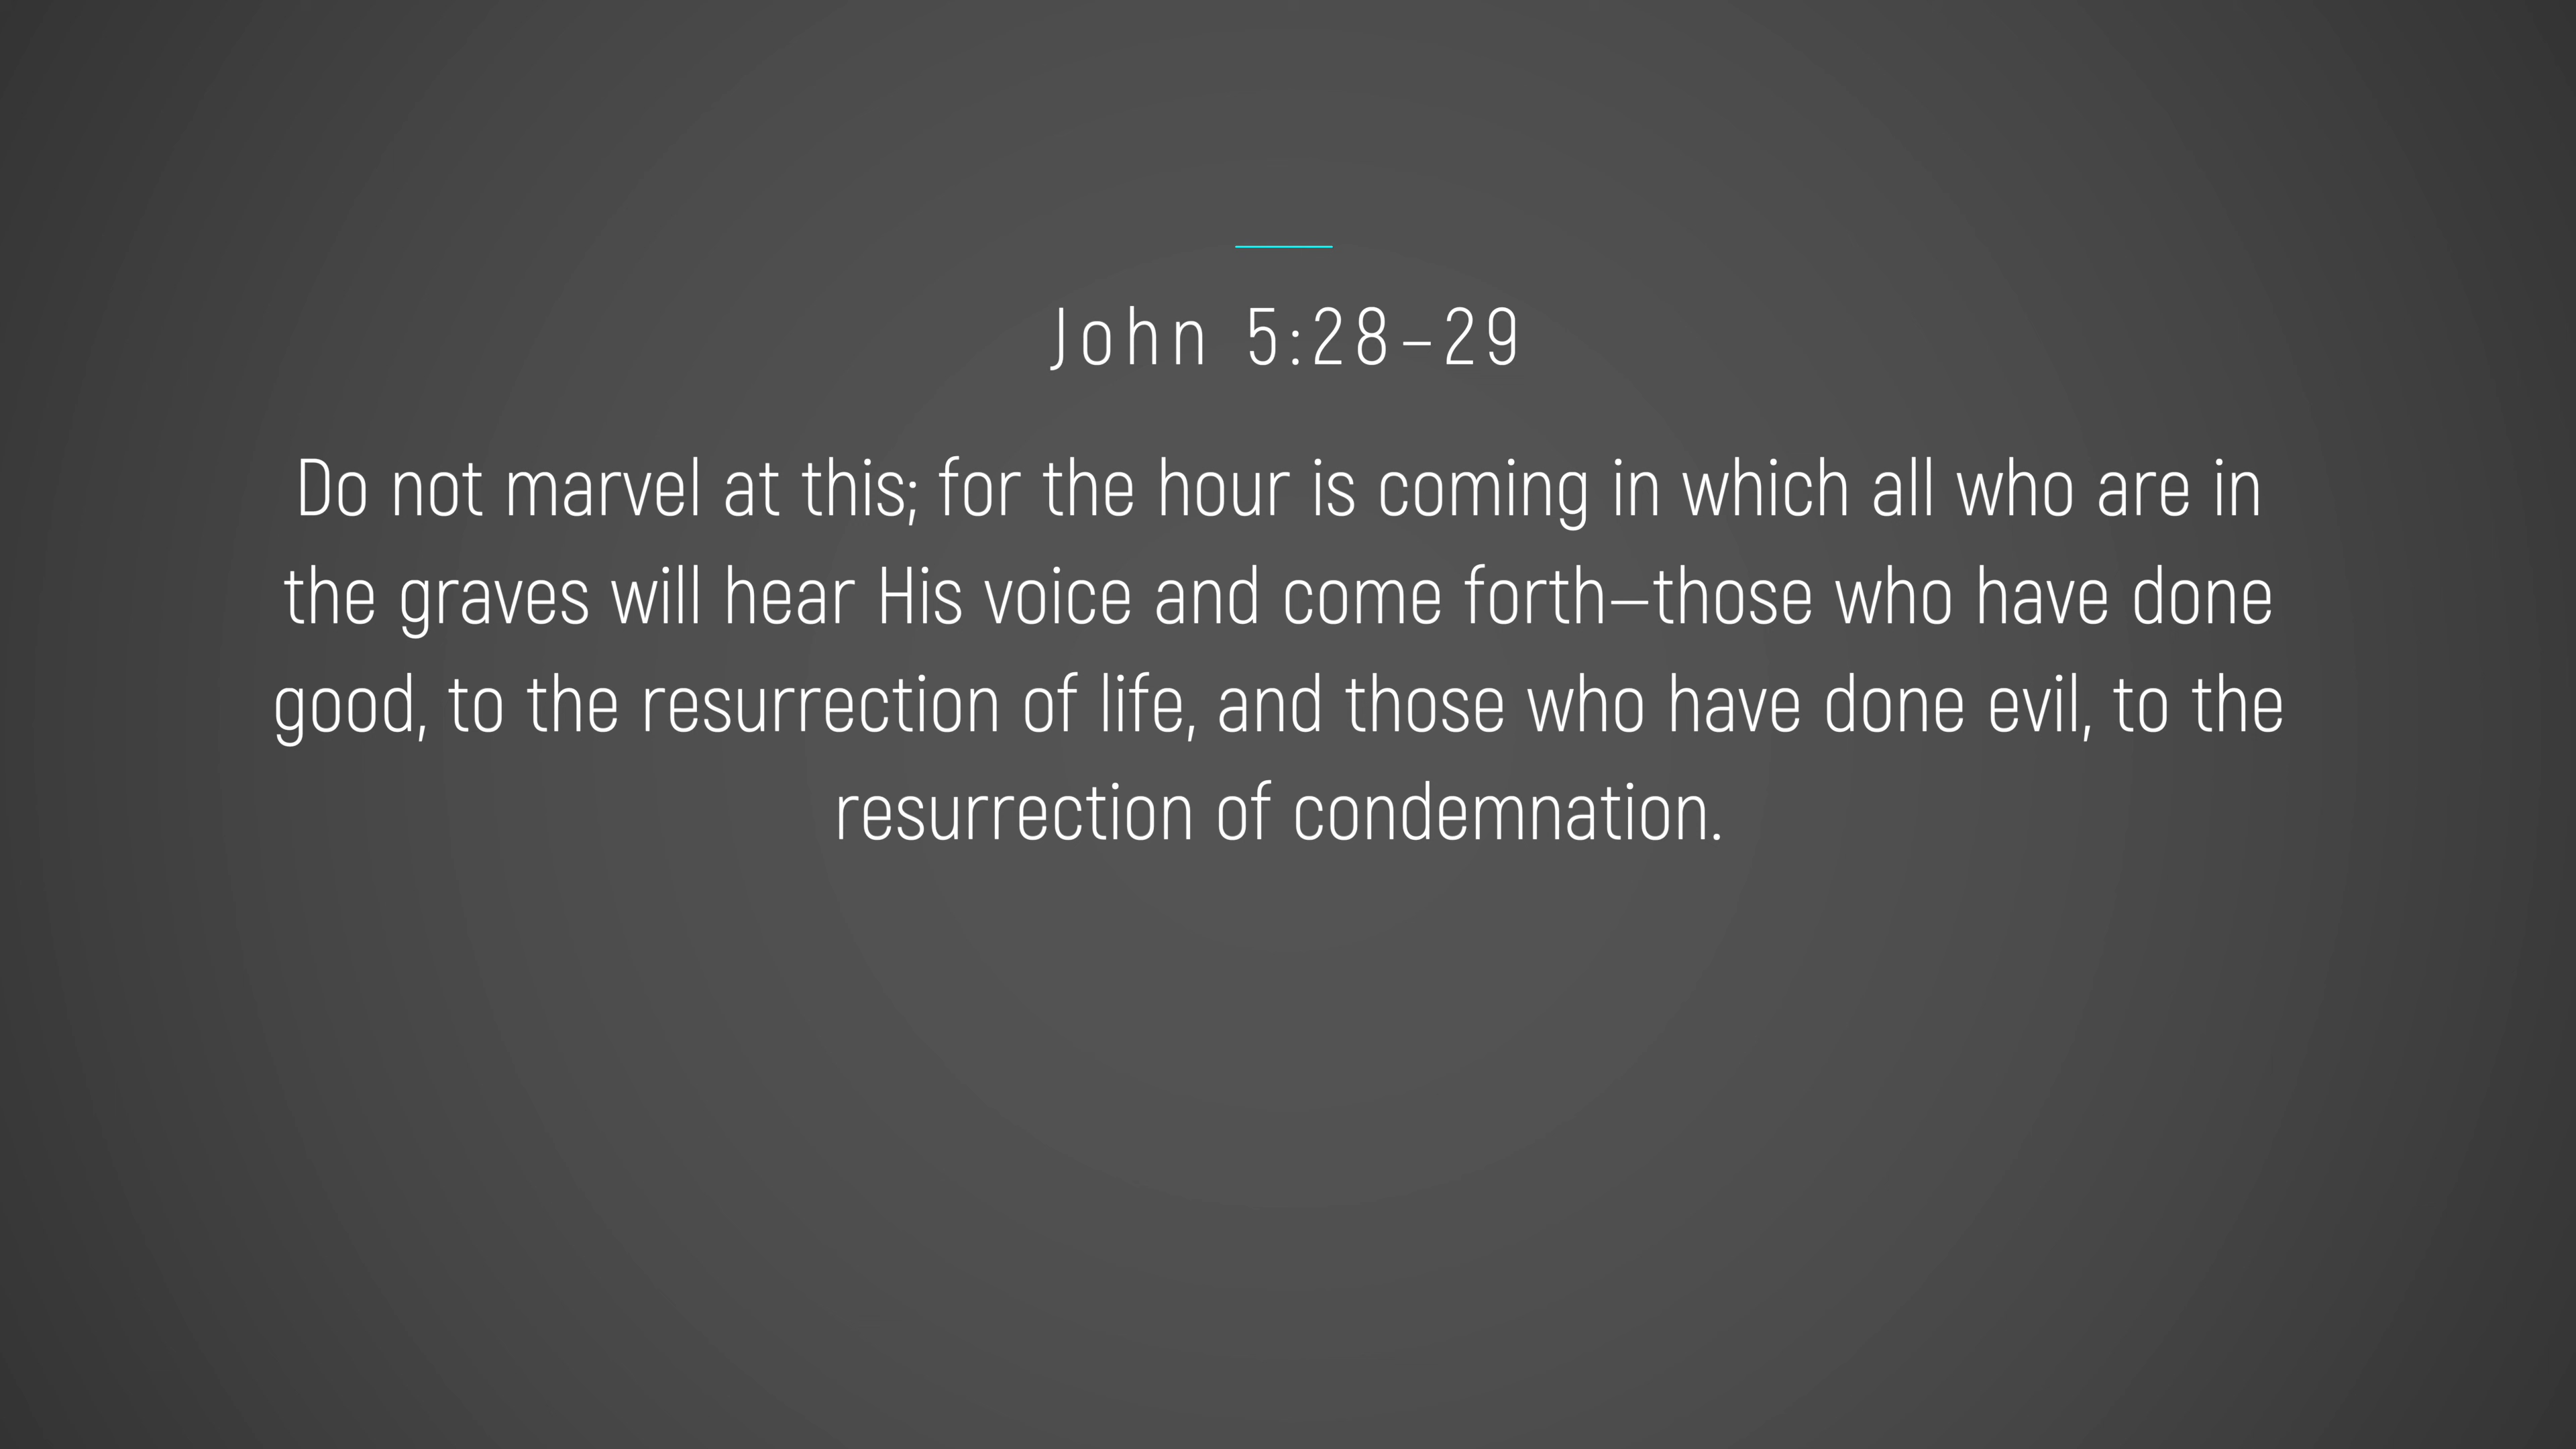 John 5:28–29
Do not marvel at this; for the hour is coming in which all who are in
the graves will hear His voice and come forth—those who have done
good, to the resurrection of life, and those who have done evil, to the
resurrection of condemnation.